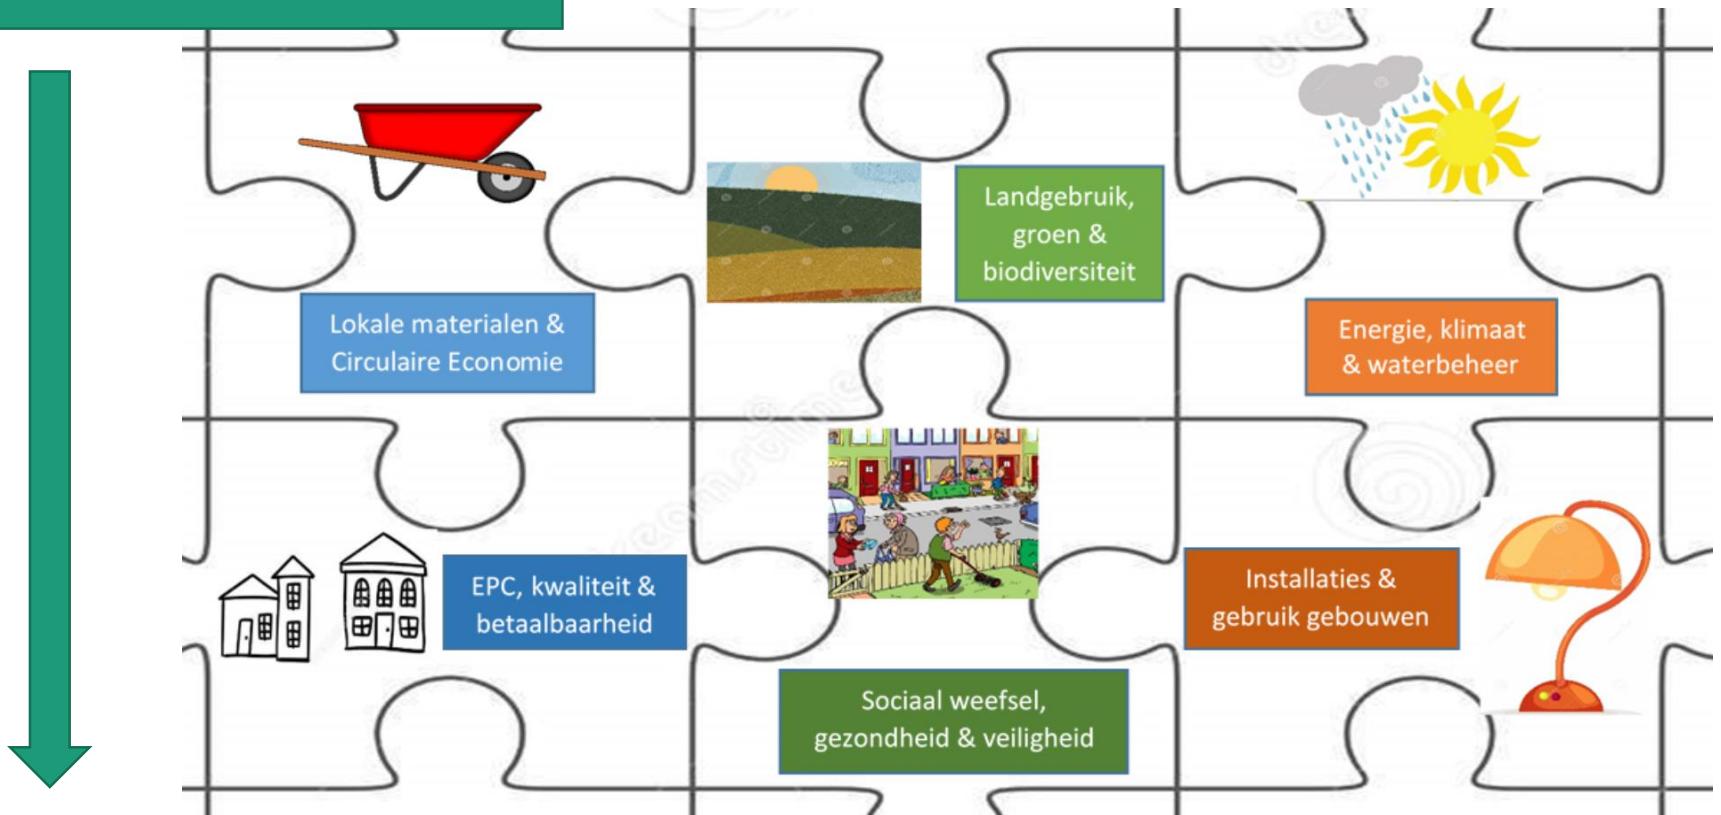 Landgebruik,
groen &
biodiversiteit
Lokale materialen &
Circulaire Economie
Energie, klimaat
& waterbeheer
EPC, kwaliteit &
betaalbaarheid
Installaties &
gebruik gebouwen
Sociaal weefsel,
gezondheid & veiligheid
dreamstime